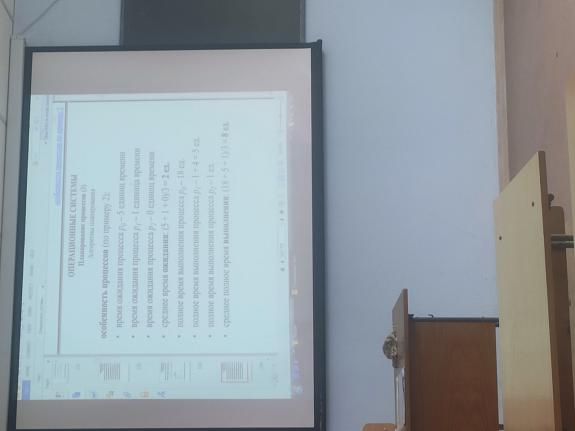 ОПЕРАЦИОННЫЕ СИСТЕМЫ
Планирование процессов (3).
Алгоритмы планирования
особенность процессов (по примеру 2):
• время ожидания процесса p₀ – 5 единиц времени
• время ожидания процесса p₁ – 1 единица времени
• время ожидания процесса p₂ – 0 единиц времени
• среднее время ожидания: (5 + 1 + 0)/3 = 2 ед.
• полное время выполнения процесса p₀ – 18 ед.
• полное время выполнения процесса p₁ – 1 + 4 = 5 ед.
• полное время выполнения процесса p₂ – 1 ед.
• среднее полное время выполнения: (18 + 5 + 1)/3 = 8 ед.